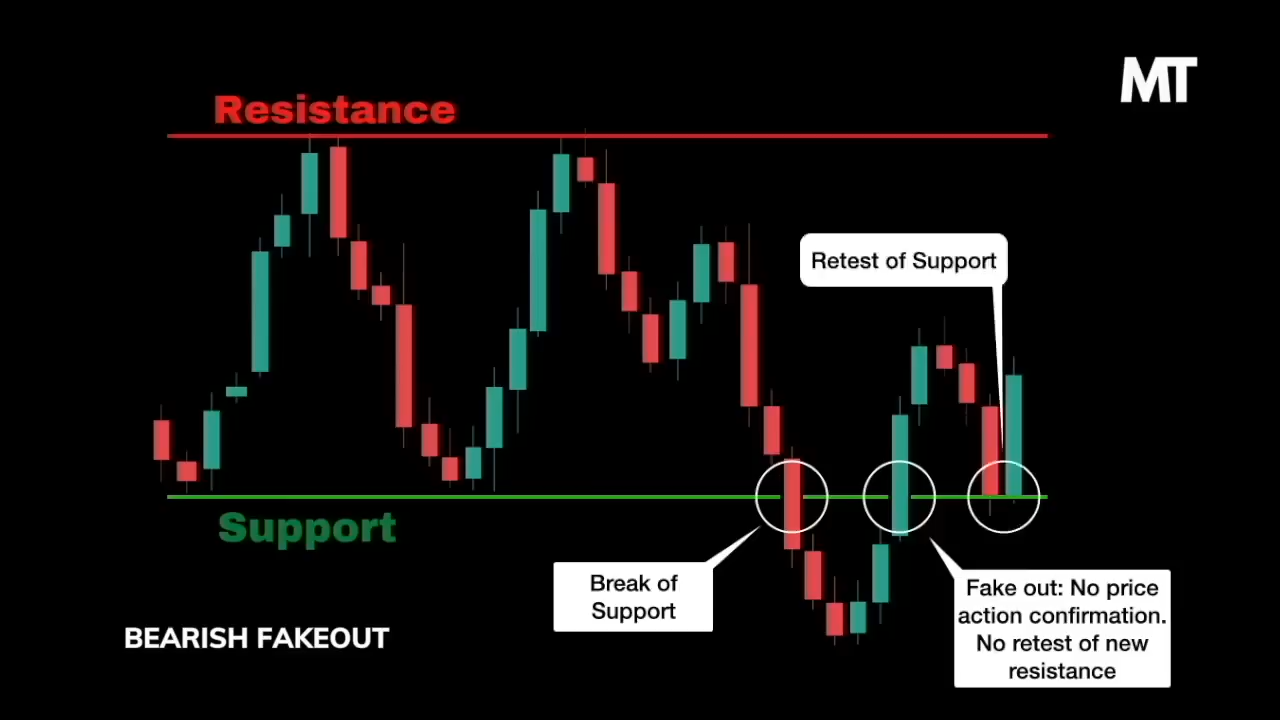 MT
Resistance
Retest of Support
Support
Break of
Support
Fake out: No price
action confirmation.
No retest of new
resistance
BEARISH FAKEOUT